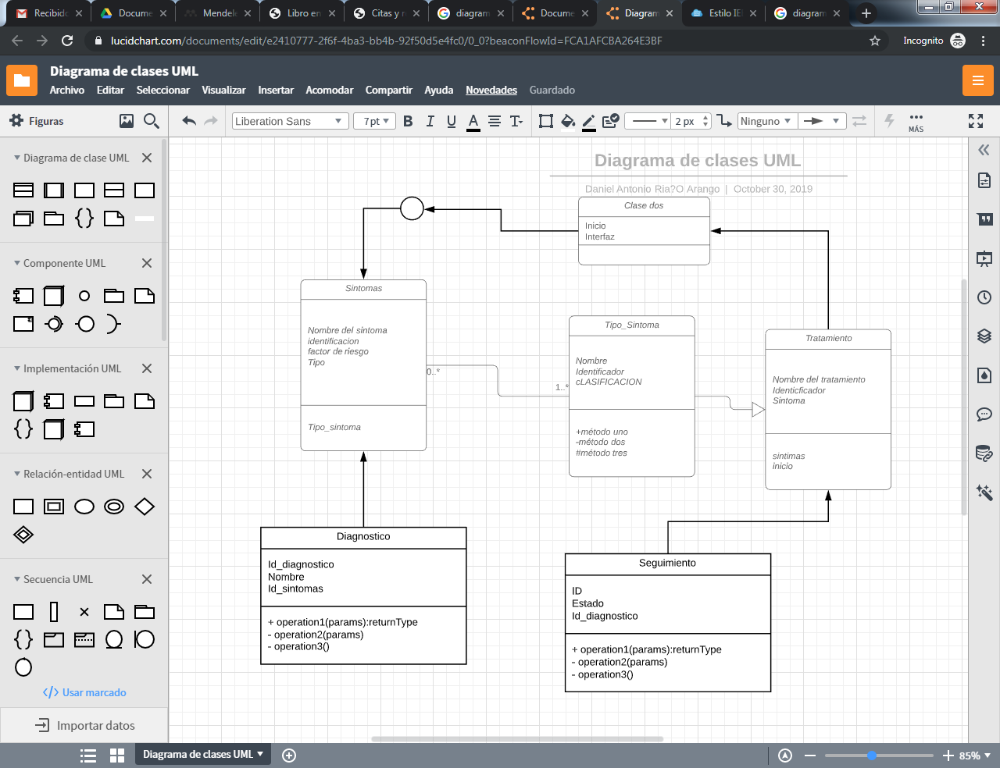 Recibido
Docume
Mendele
Libro en
Citas y r
diagram
Docume
Diagram
Estilo IE
diagram
lucidchart.com/documents/edit/e2410777-2f6f-4ba3-bb4b-92f50d5e4fc0/0_0?beaconFlowId=FCA1AFCBA264E3BF
Incognito
Diagrama de clases UML
Archivo Editar Seleccionar Visualizar Insertar Acomodar Compartir Ayuda Novedades Guardado
Figuras
Liberation Sans
7 pt
B I U A T
2 px
Ninguno
MÁS
Diagrama de clase UML
Componente UML
Implementación UML
Relación-entidad UML
Secuencia UML
</> Usar marcado
Importar datos
Diagrama de clases UML
Daniel Antonio Ria?O Arango | October 30, 2019
Clase dos
Inicio
Interfaz
Sintomas
Nombre del sintoma
identificacion
factor de riesgo
Tipo
Tipo_sintoma
0..*
1..*
Tipo_Sintoma
Nombre
Identificador
cLASIFICACION
+método uno
-método dos
#método tres
Tratamiento
Nombre del tratamiento
Identicficador
Sintoma
sintimas
inicio
Diagnostico
Id_diagnostico
Nombre
Id_sintomas
+ operation1(params):returnType
- operation2(params)
- operation3()
Seguimiento
ID
Estado
Id_diagnostico
+ operation1(params):returnType
- operation2(params)
- operation3()
Diagrama de clases UML
85%